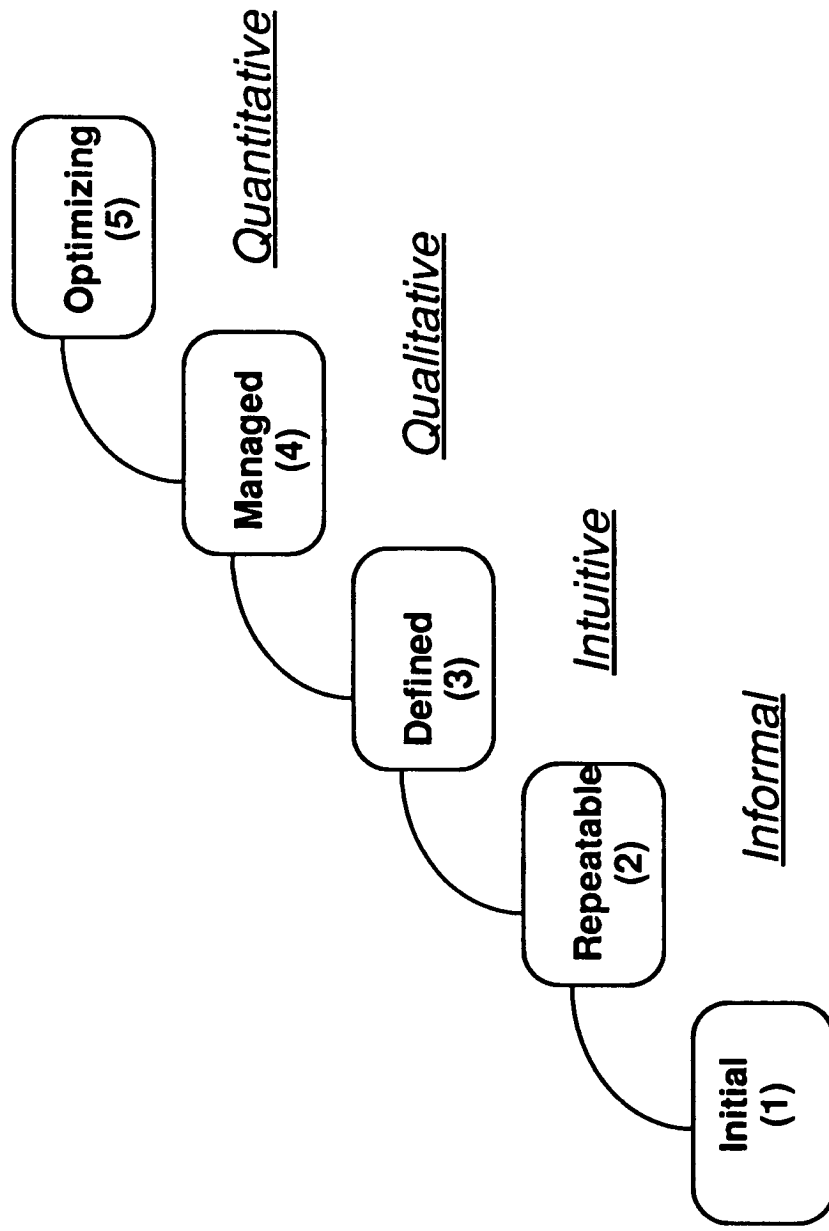 Optimizing
(5)
Managed
(4)
Quantitative
Defined
(3)
Qualitative
Repeatable
(2)
Intuitive
Initial
(1)
Informal